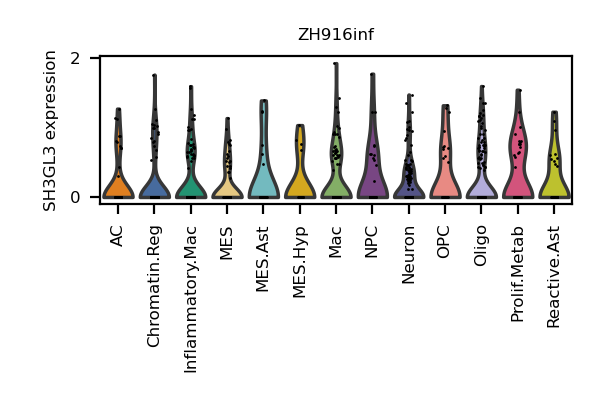 ZH916inf
SH3GL3 expression
2
0
AC
Chromatin.Reg
Inflammatory.Mac
MES
MES.Ast
MES.Hyp
Mac
NPC
Neuron
OPC
Oligo
Prolif.Metab
Reactive.Ast